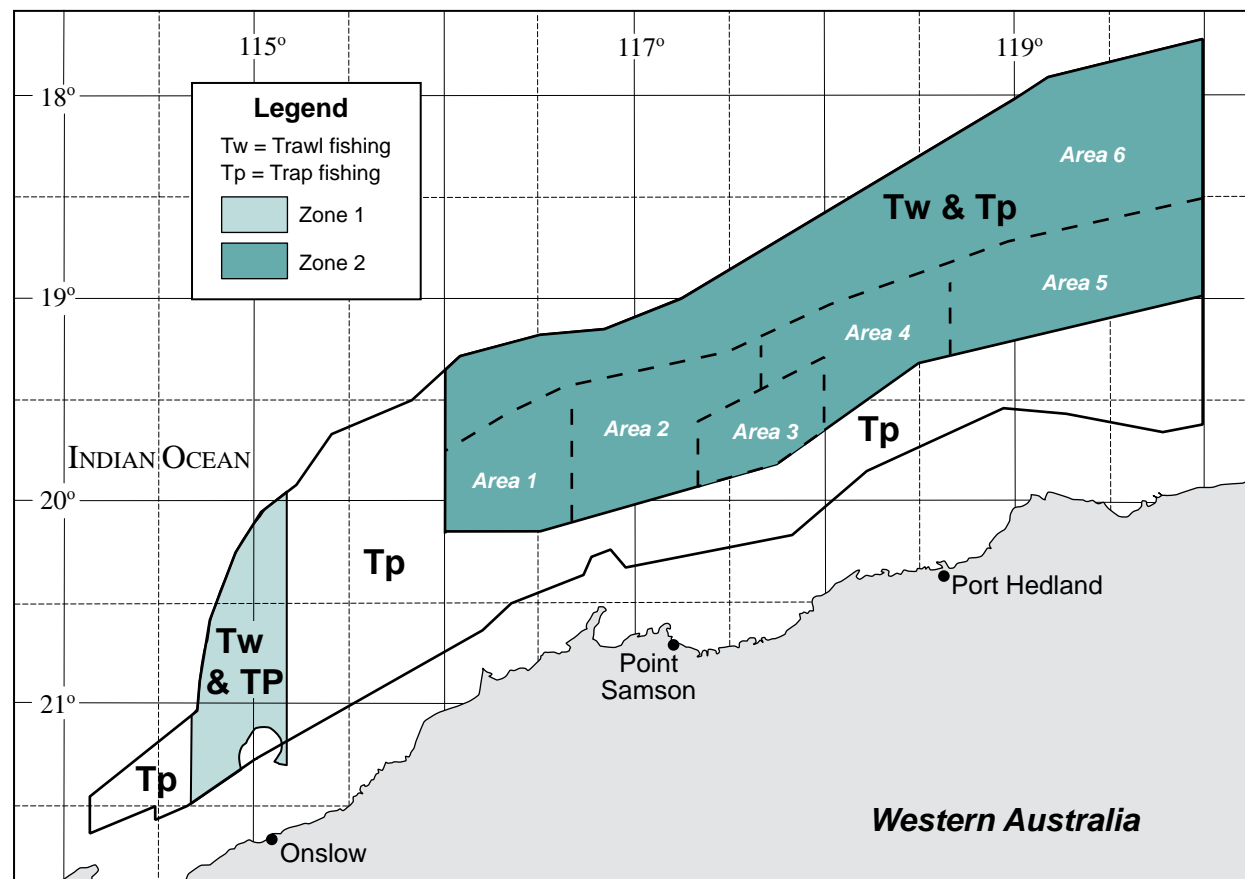 115º
117º
119º
18º
19º
20º
21º
Legend
Tw = Trawl fishing
Tp = Trap fishing
Zone 1
Zone 2
Area 6
Tw & Tp
Area 5
Area 4
Area 3
Area 2
Area 1
Tp
INDIAN OCEAN
Tp
Tw
& TP
Tp
Port Hedland
Point
Samson
Onslow
Western Australia